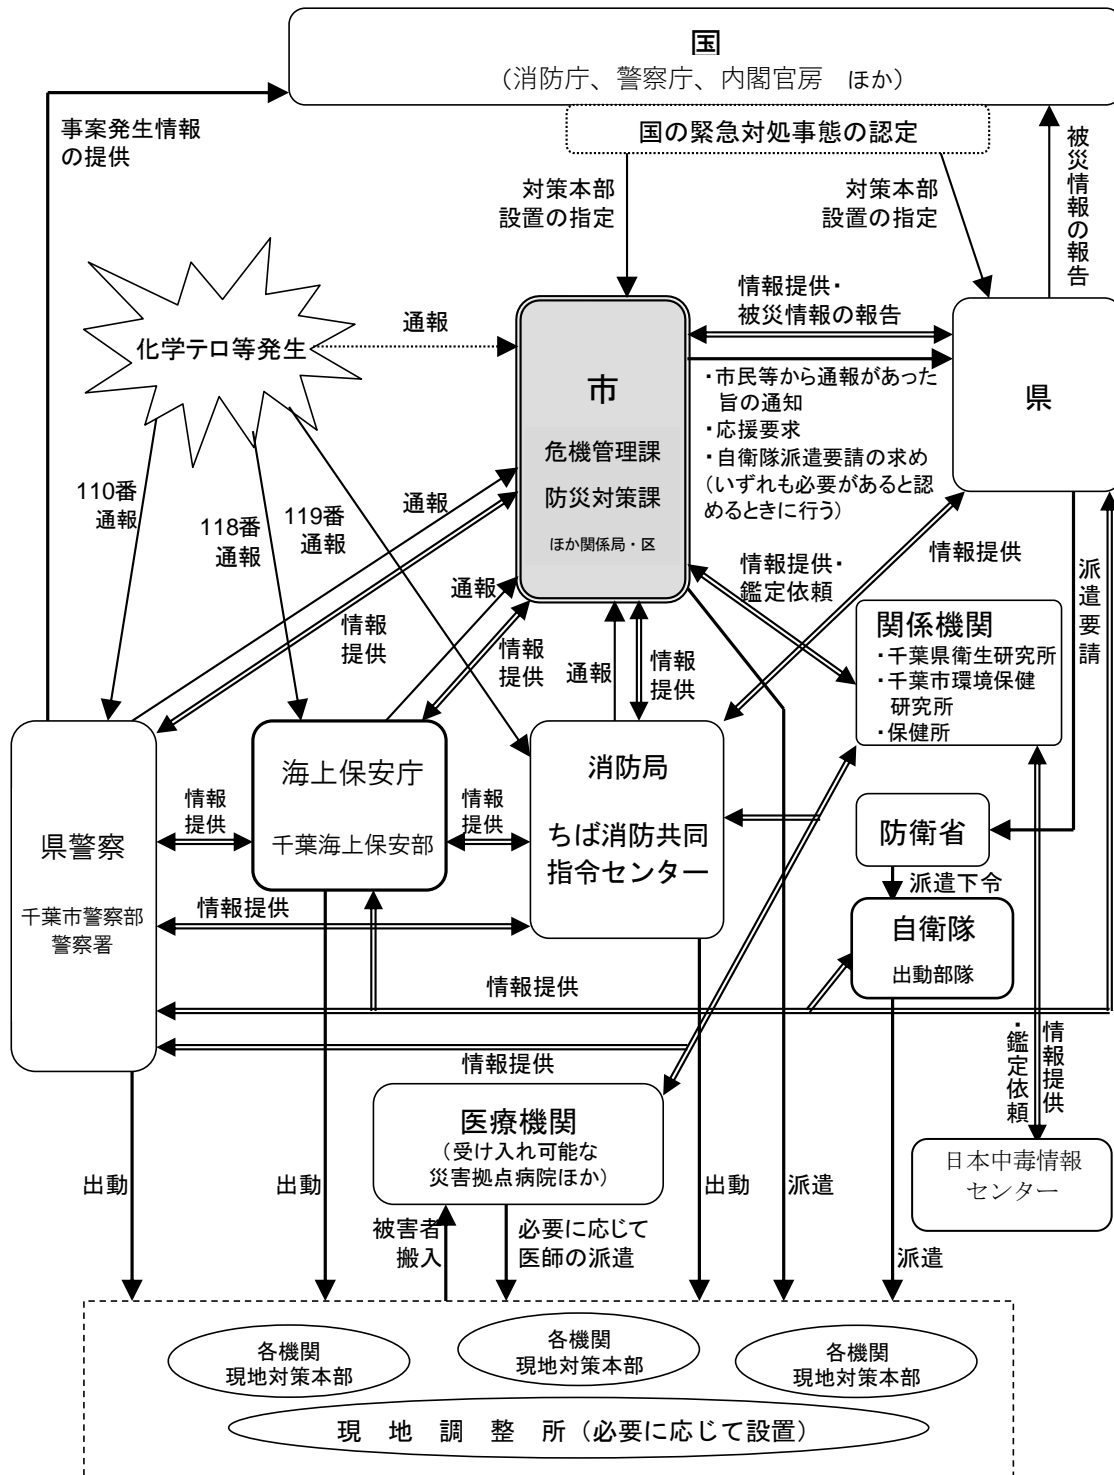 国
（消防庁、警察庁、内閣官房　ほか）
国の緊急対処事態の認定
事案発生情報
の提供
対策本部
設置の指定
対策本部
設置の指定
被災情報の報告
化学テロ等発生
通報
情報提供・
被災情報の報告
市
危機管理課
防災対策課
ほか関係局・区
県
・市民等から通報があった
旨の通知
・応援要求
・自衛隊派遣要請の求め
（いずれも必要があると認
めるときに行う）
110番
通報
118番
通報
119番
通報
通報
通報
情報
提供
情報
提供
通報
情報
提供
情報提供・
鑑定依頼
情報提供
派遣要請
関係機関
・千葉県衛生研究所
・千葉市環境保健
研究所
・保健所
県警察
千葉市警察部
警察署
情報
提供
海上保安庁
千葉海上保安部
情報
提供
消防局
ちば消防共同
指令センター
防衛省
派遣下令
自衛隊
出動部隊
情報提供
情報提供
情報提供
情報提供
・鑑定依頼
医療機関
（受け入れ可能な
災害拠点病院ほか）
日本中毒情報
センター
出動
出動
被害者
搬入
必要に応じて
医師の派遣
出動
派遣
派遣
各機関
現地対策本部
各機関
現地対策本部
各機関
現地対策本部
現　地　調　整　所（必要に応じて設置）